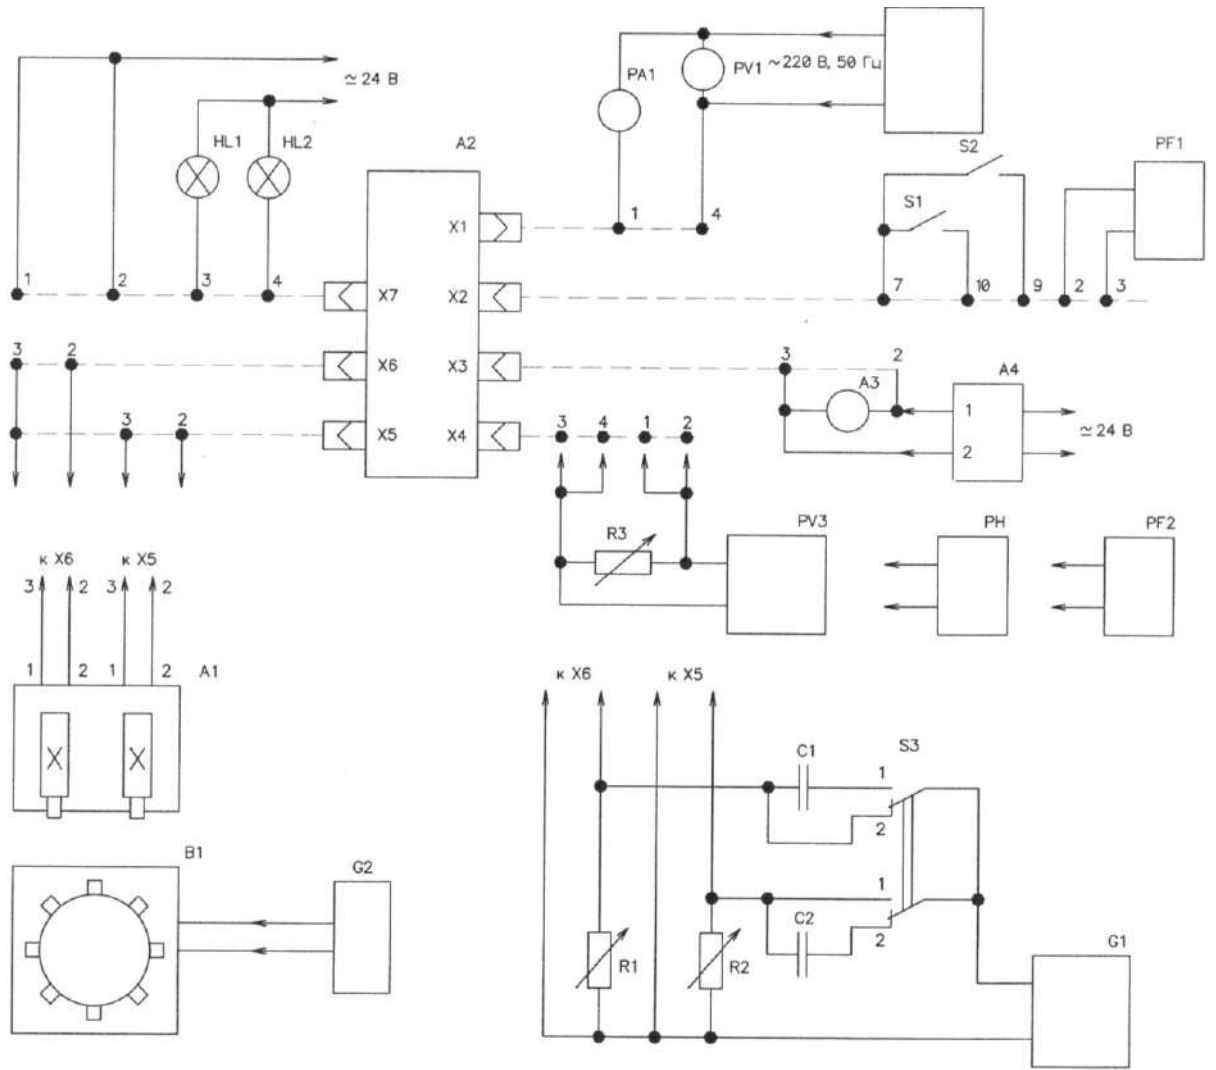 ≃24 В
HL1
HL2
A2
PA1
PV1
~220 В, 50 Гц
S2
S1
PF1
X1
1
4
1
2
3
4
X7
X2
7
10
9
2
3
3
2
X6
X3
3
2
A3
A4
1
2
≃24 В
3
2
X5
X4
3
4
1
2
R3
PV3
PH
PF2
к X6
к X5
3
2
3
2
1
2
1
2
A1
к X6
к X5
C1
S3
1
2
B1
G2
1
C2
2
R1
R2
G1